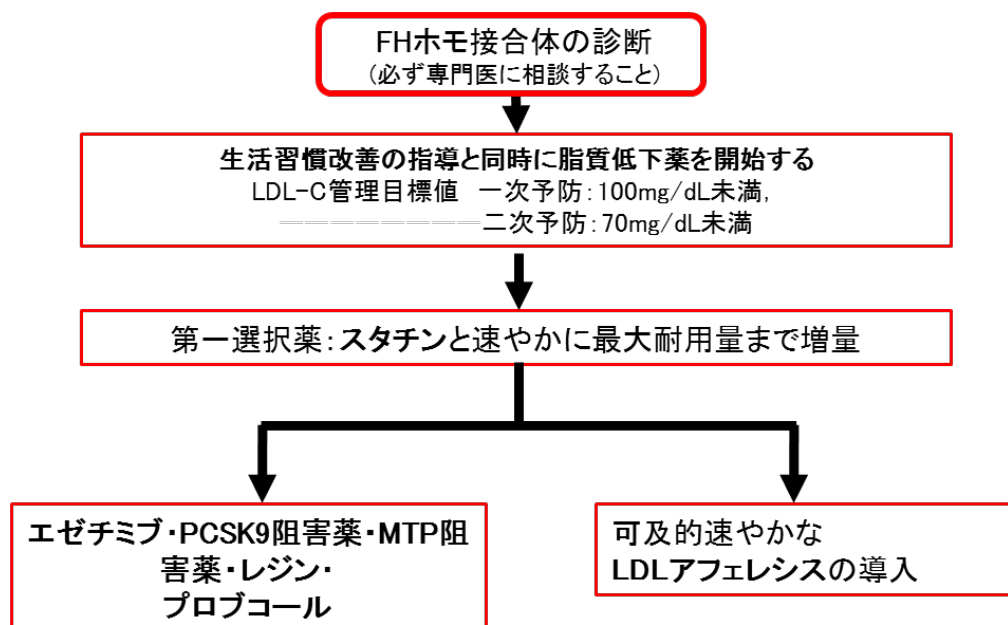 FHホモ接合体の診断
(必ず専門医に相談すること)
生活習慣改善の指導と同時に脂質低下薬を開始する
LDL-C管理目標値　一次予防：100mg/dL未満，
二次予防：70mg/dL未満
第一選択薬：スタチンと速やかに最大耐用量まで増量
エゼチミブ・PCSK9阻害薬・MTP阻
害薬・レジン・
プロブコール
可及的速やかな
LDLアフェレシスの導入